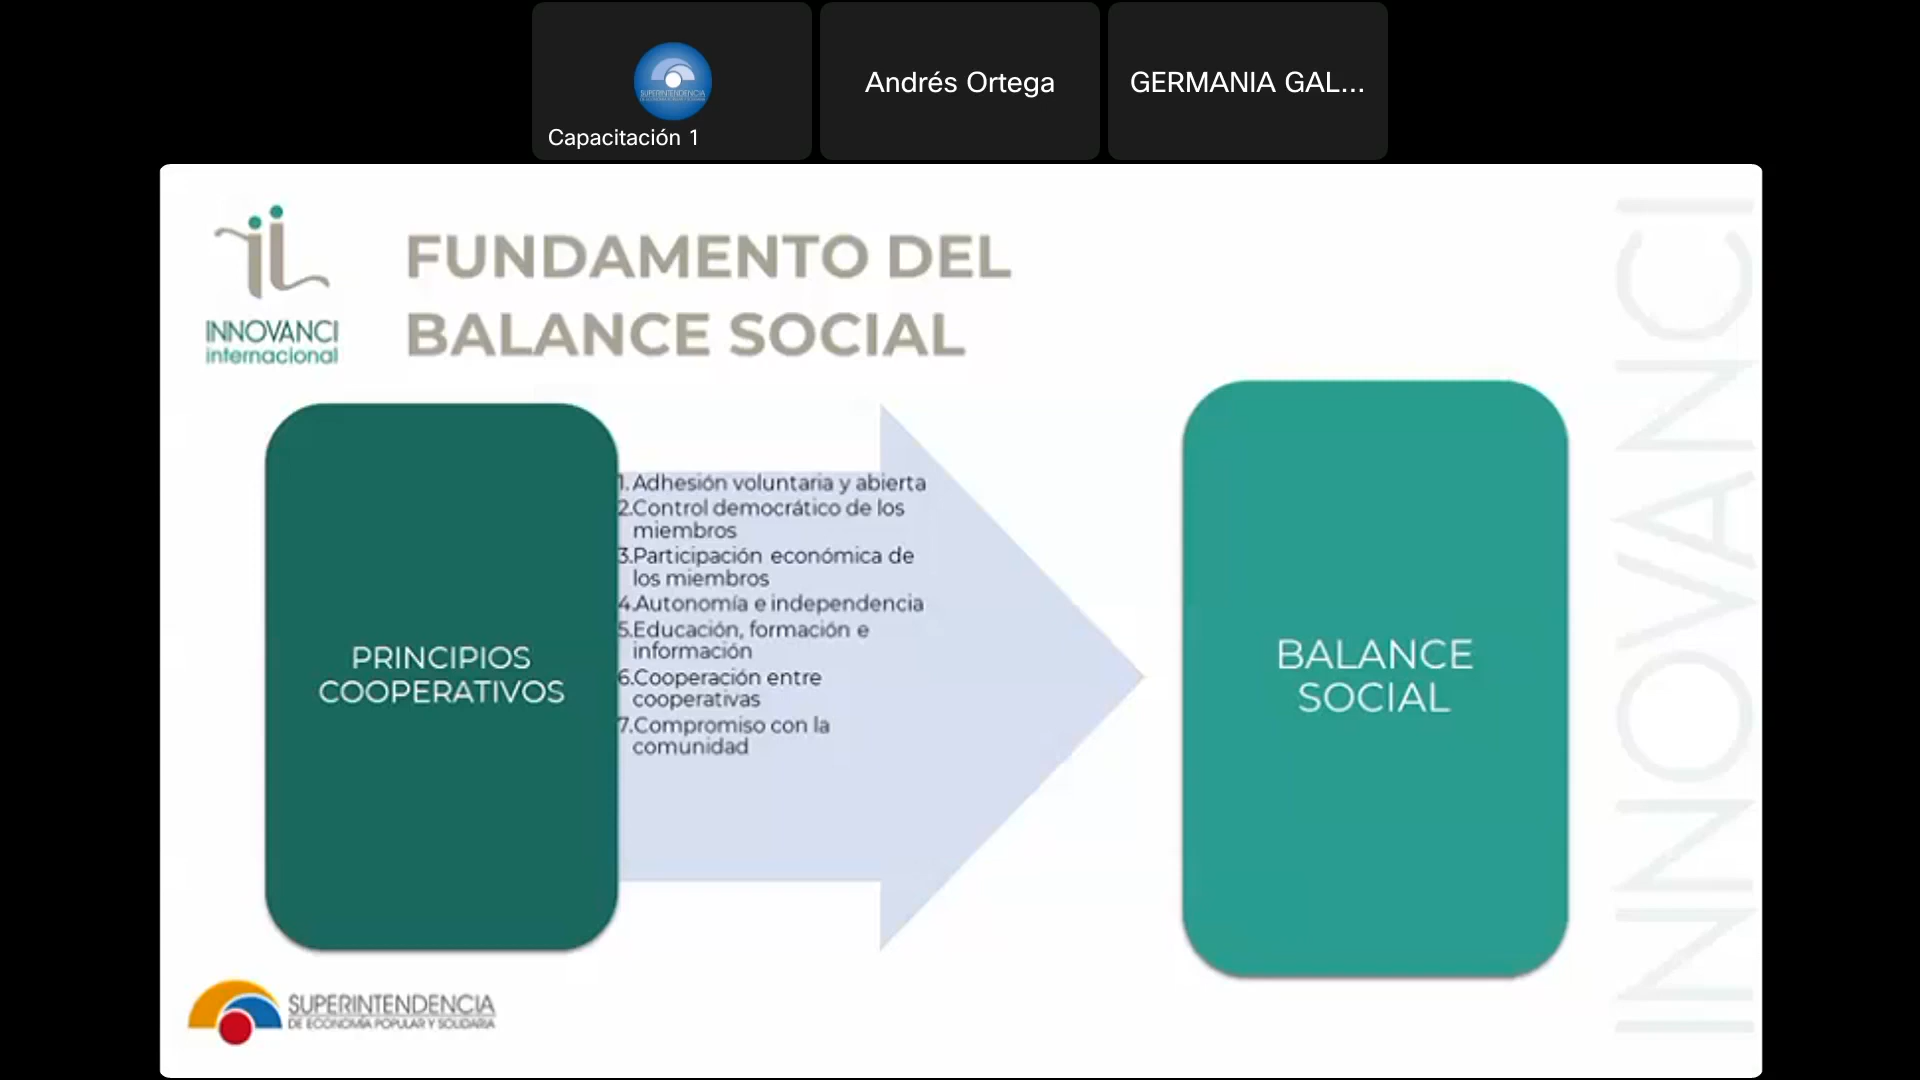 SUPERINTENDENCIA
Capacitación 1
Andrés Ortega
GERMANIA GAL...
INNOVANCI
internacional
FUNDAMENTO DEL
BALANCE SOCIAL
PRINCIPIOS
COOPERATIVOS
1.Adhesión voluntaria y abierta
2.Control democrático de los
miembros
3.Participación económica de
los miembros
4.Autonomía e independencia
5.Educación, formación e
información
6.Cooperación entre
cooperativas
7.Compromiso con la
comunidad
BALANCE
SOCIAL
INNOVANCI
SUPERINTENDENCIA
DE ECONOMÍA POPULAR Y SOLIDARIA